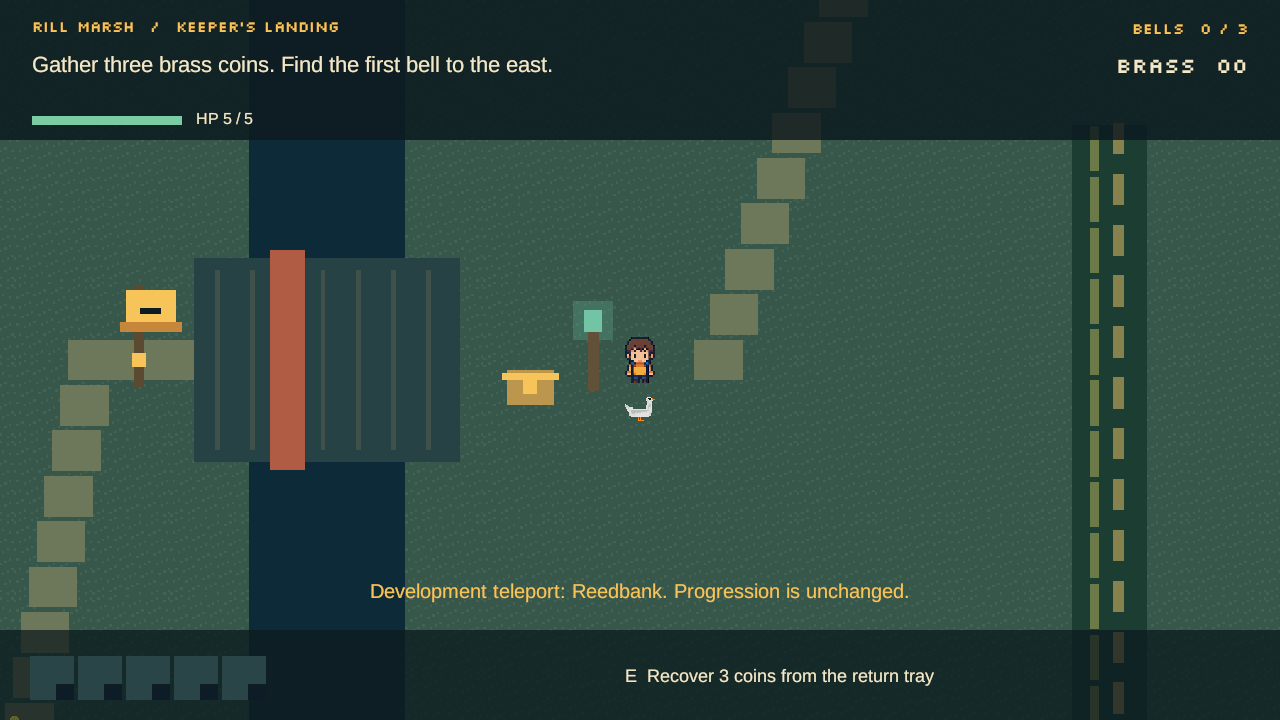 RILL MARSH / KEEPER'S LANDING
BELLS 0 / 3
Gather three brass coins. Find the first bell to the east.
BRASS 00
HP 5 / 5
Development teleport: Reedbank. Progression is unchanged.
E Recover 3 coins from the return tray